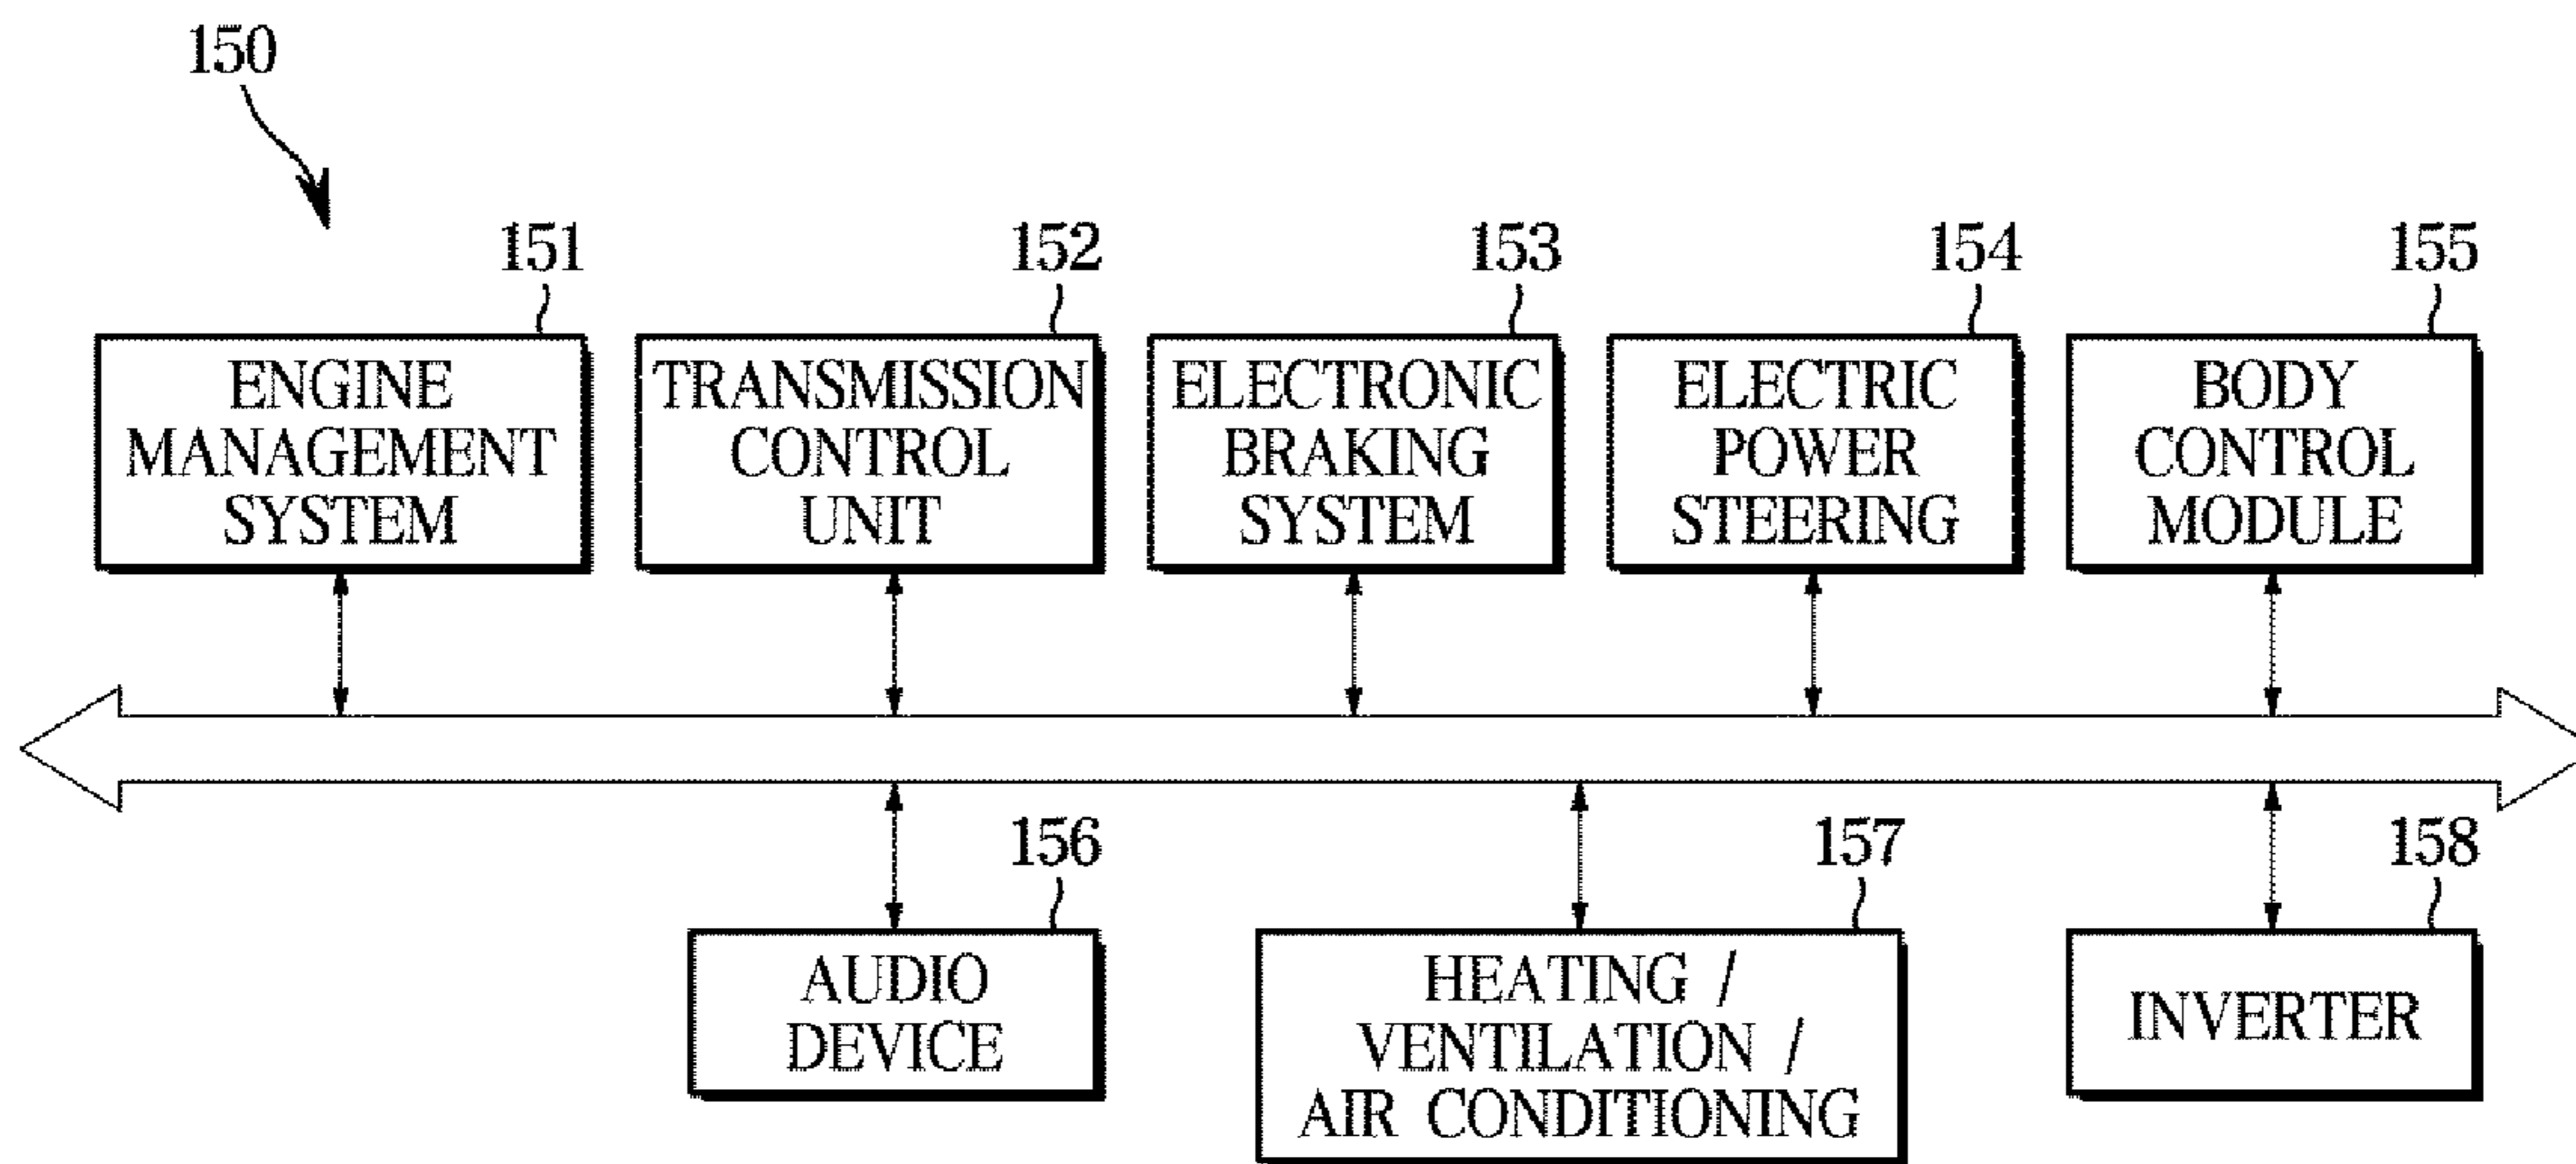 150
151
152
153
154
155
ENGINE
MANAGEMENT
SYSTEM
TRANSMISSION
CONTROL
UNIT
ELECTRONIC
BRAKING
SYSTEM
ELECTRIC
POWER
STEERING
BODY
CONTROL
MODULE
156
157
158
AUDIO
DEVICE
HEATING /
VENTILATION /
AIR CONDITIONING
INVERTER